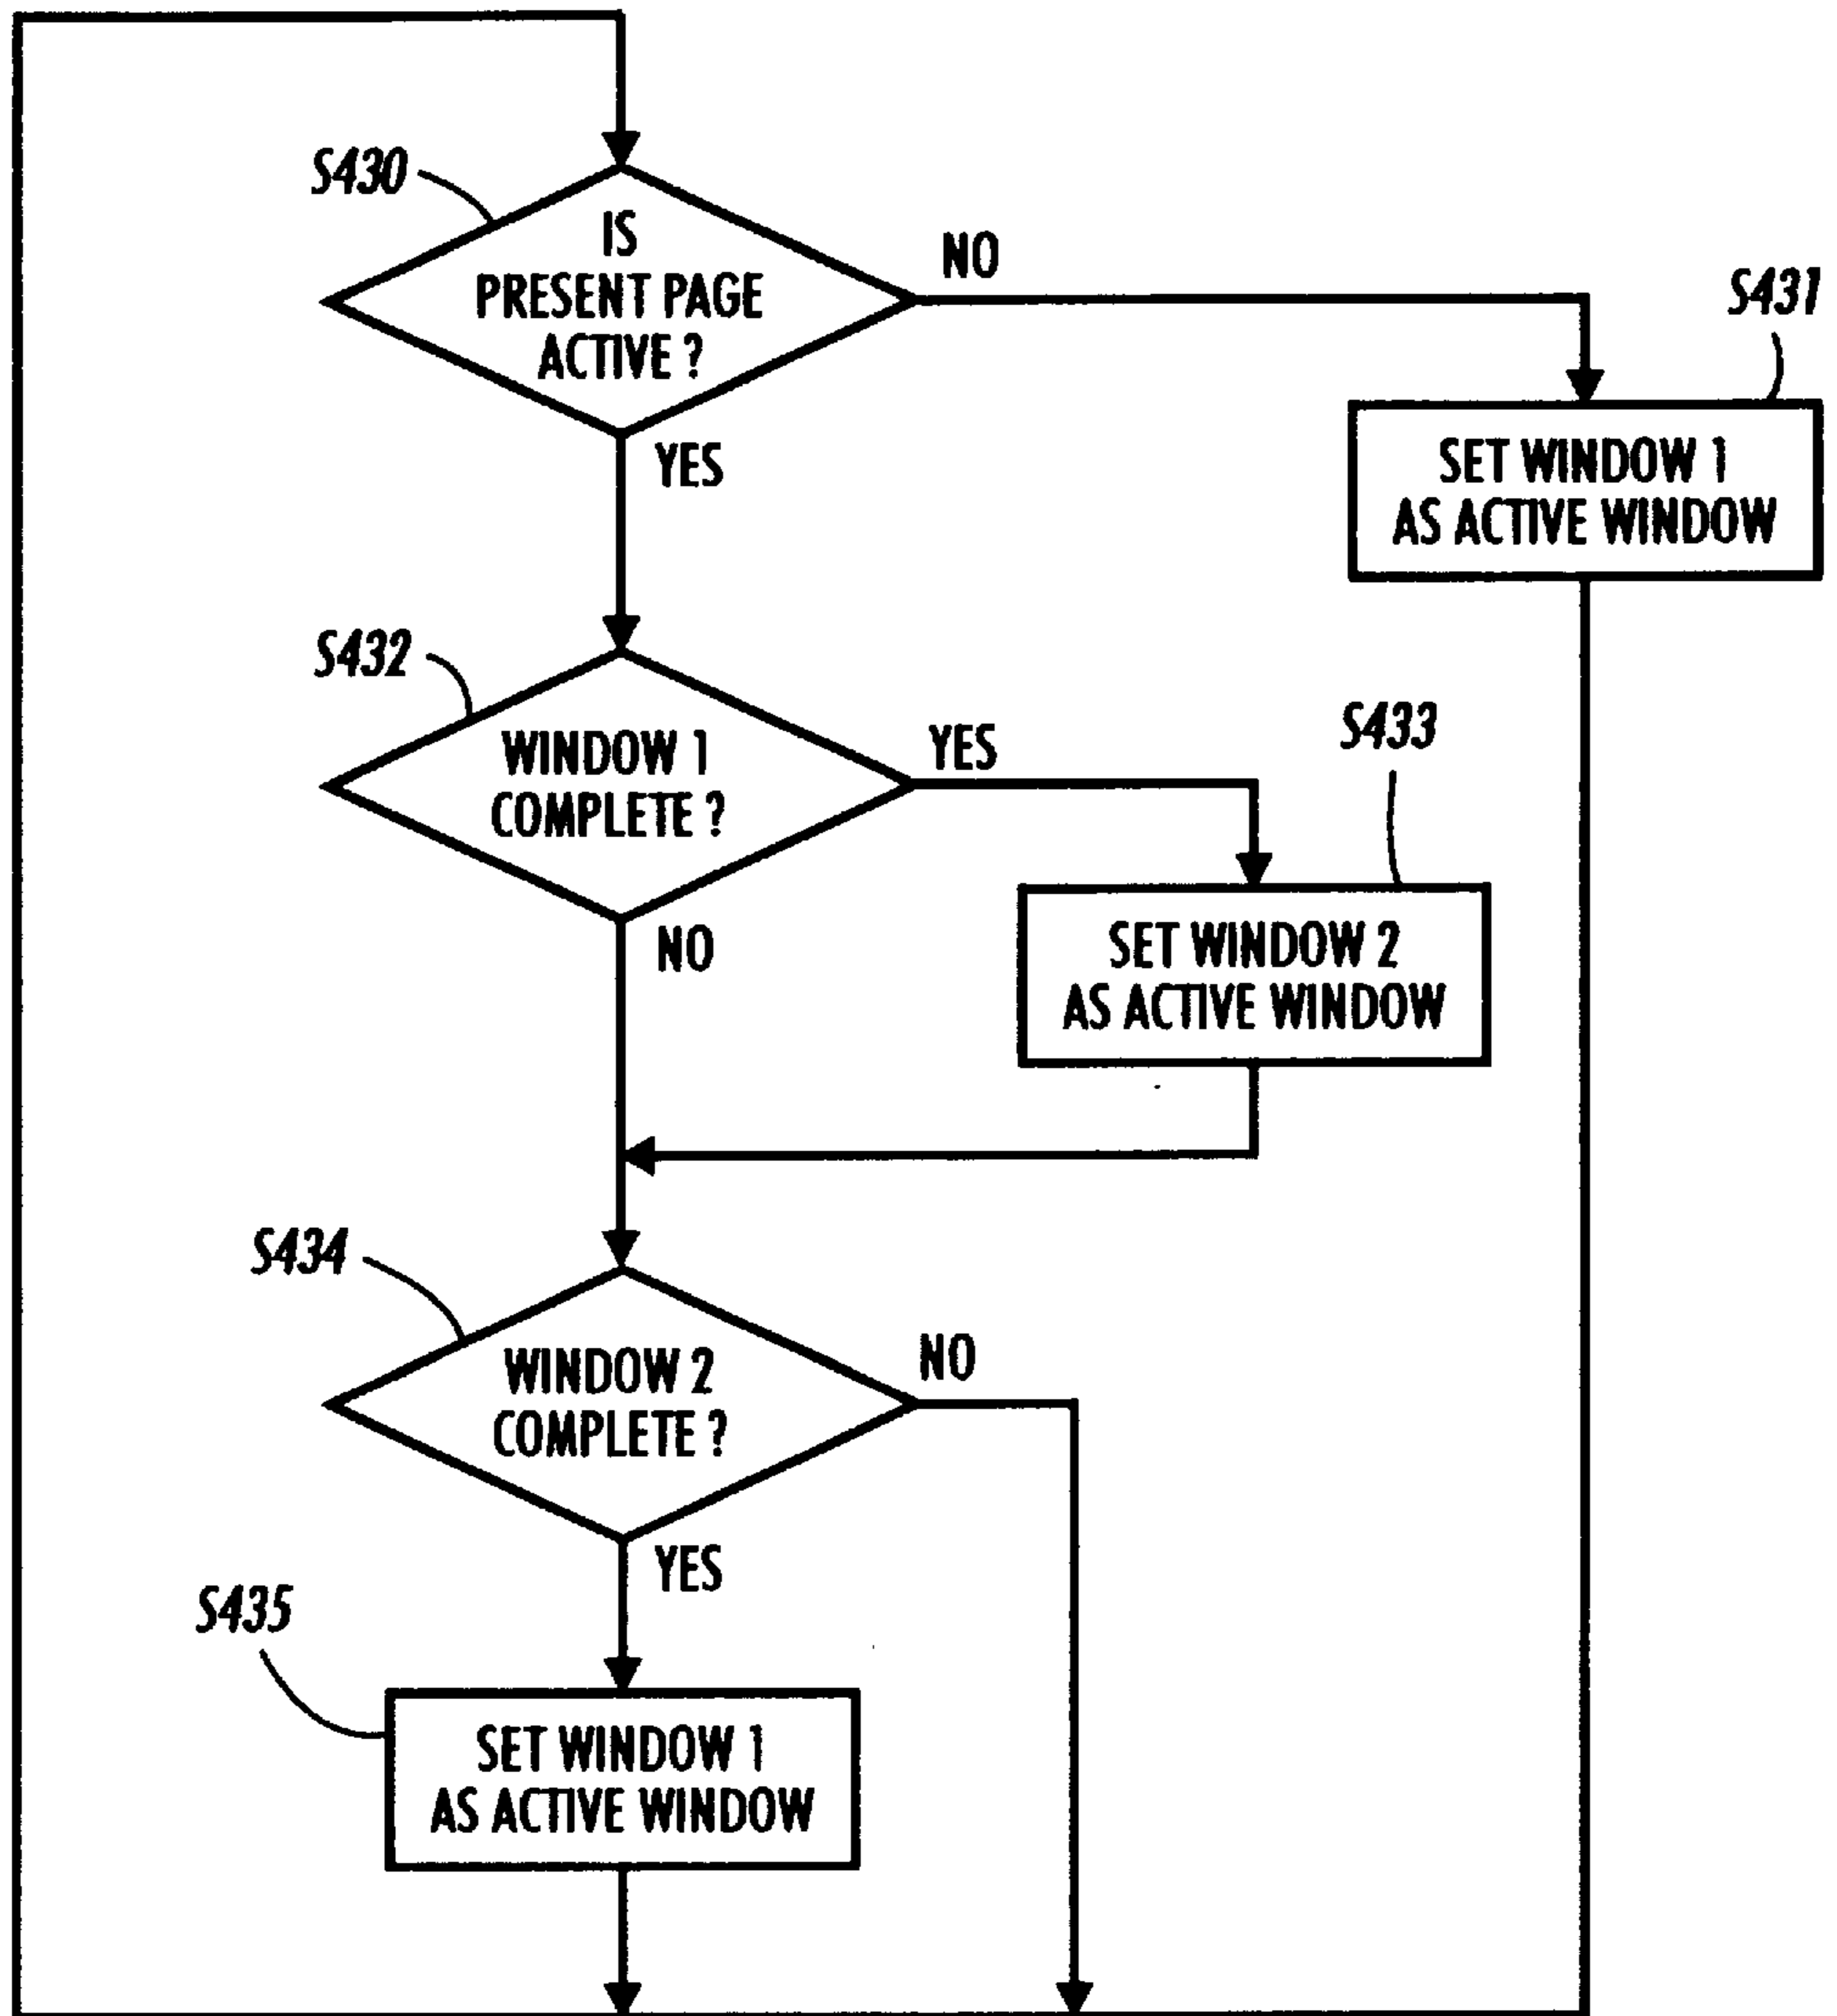 S430
IS
PRESENT PAGE
ACTIVE ?
NO
YES
S431
SET WINDOW 1
AS ACTIVE WINDOW
S432
WINDOW 1
COMPLETE ?
YES
NO
S433
SET WINDOW 2
AS ACTIVE WINDOW
S434
WINDOW 2
COMPLETE ?
NO
YES
S435
SET WINDOW 1
AS ACTIVE WINDOW